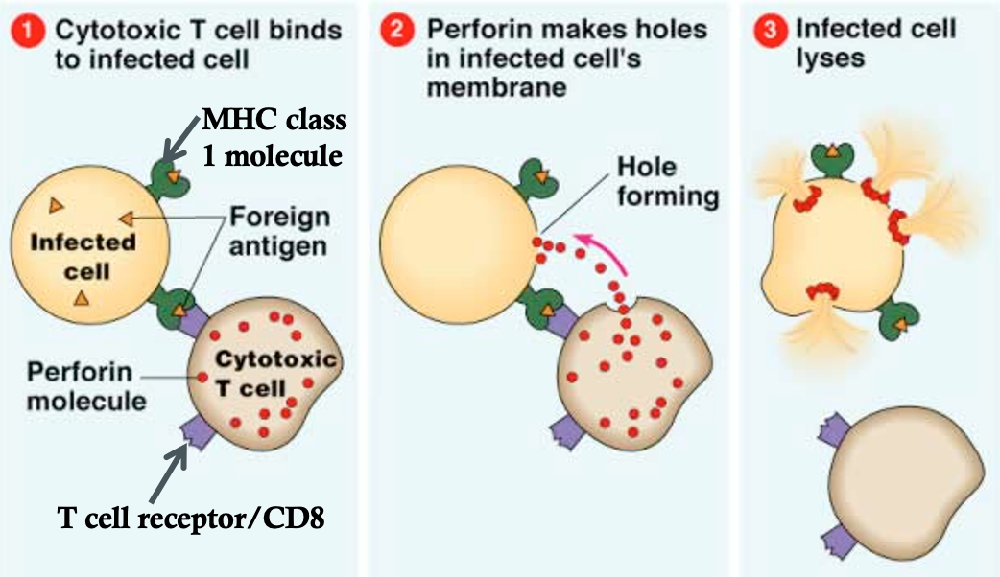 1 Cytotoxic T cell binds
to infected cell
MHC class
1 molecule
Foreign
antigen
Infected
cell
Perforin
molecule
Cytotoxic
T cell
T cell receptor/CD8
2 Perforin makes holes
in infected cell's
membrane
Hole
forming
3 Infected cell
lyses